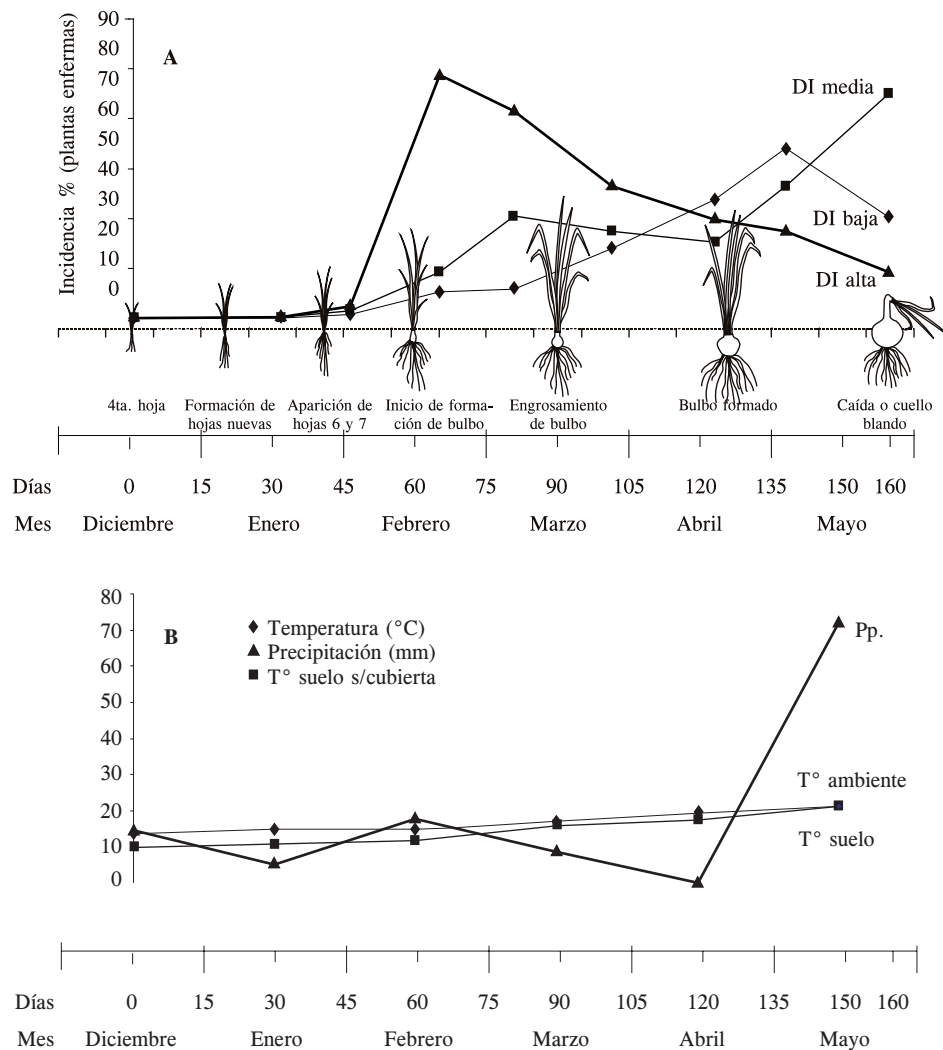 A
Incidencia % (plantas enfermas)
90
80
70
60
50
40
30
20
10
0
DI media
DI baja
DI alta
4ta. hoja
Formación de
hojas nuevas
Aparición de
hojas 6 y 7
Inicio de forma-
ción de bulbo
Engrosamiento
de bulbo
Bulbo formado
Caída o cuello
blando
Días 0 15 30 45 60 75 90 105 120 135 150 160
Mes Diciembre Enero Febrero Marzo Abril Mayo
B
80
70
60
50
40
30
20
10
0
Temperatura (°C)
Precipitación (mm)
T° suelo s/cubierta
Pp.
T° ambiente
T° suelo
Días 0 15 30 45 60 75 90 105 120 135 150 160
Mes Diciembre Enero Febrero Marzo Abril Mayo